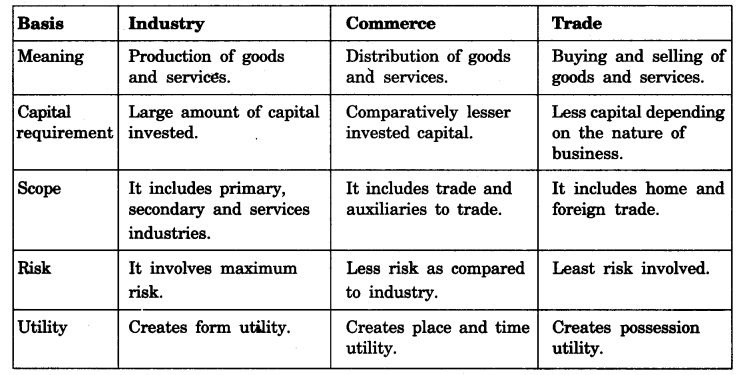 Basis Industry Commerce Trade
Meaning Production of goods Distribution of goods Buying and selling of
and services. and services. goods and services.
Capital Large amount of capital Comparatively lesser Less capital depending
requirement invested. invested capital. on the nature of
business.
Scope It includes primary, It includes trade and It includes home and
secondary and services auxiliaries to trade. foreign trade.
industries.
Risk It involves maximum Less risk as compared Least risk involved.
risk. to industry.
Utility Creates form utility. Creates place and time Creates possession
utility. utility.